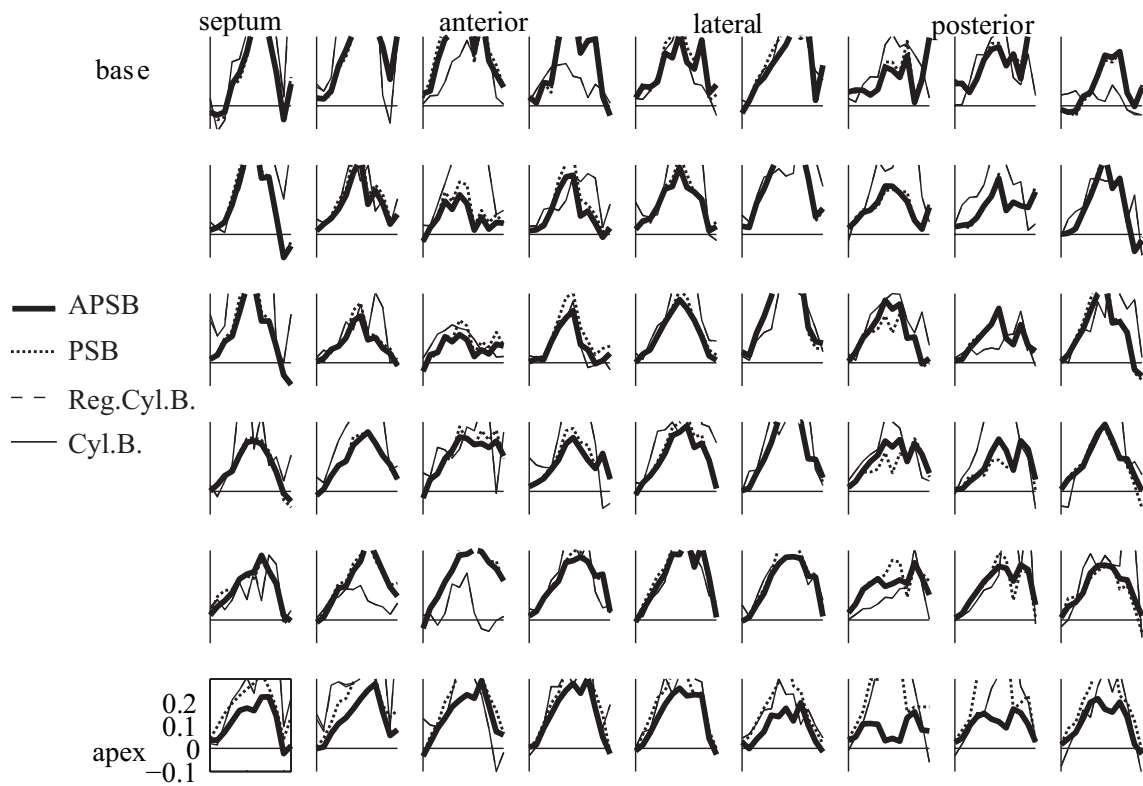 septum anterior lateral posterior
base
APSB
PSB
Reg.Cyl.B.
Cyl.B.
0.2
0.1
apex 0
−0.1